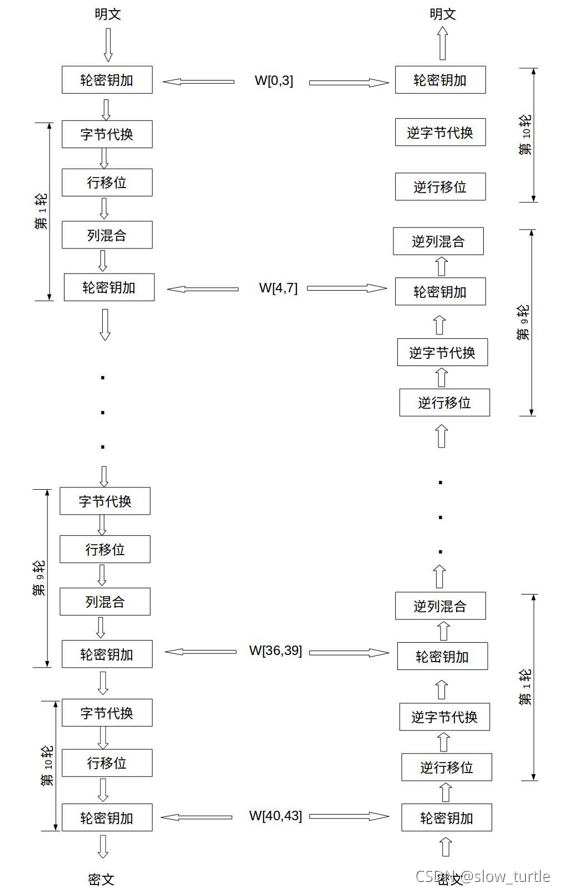 明文
轮密钥加
字节代换
行移位
列混合
轮密钥加
第1轮
字节代换
行移位
列混合
轮密钥加
第9轮
字节代换
行移位
轮密钥加
第10轮
密文
W[0,3]
W[4,7]
W[36,39]
W[40,43]
明文
轮密钥加
逆字节代换
逆行移位
第10轮
逆列混合
轮密钥加
逆字节代换
逆行移位
第9轮
逆列混合
轮密钥加
逆字节代换
逆行移位
第1轮
轮密钥加
密文
CSDN @slow_turtle